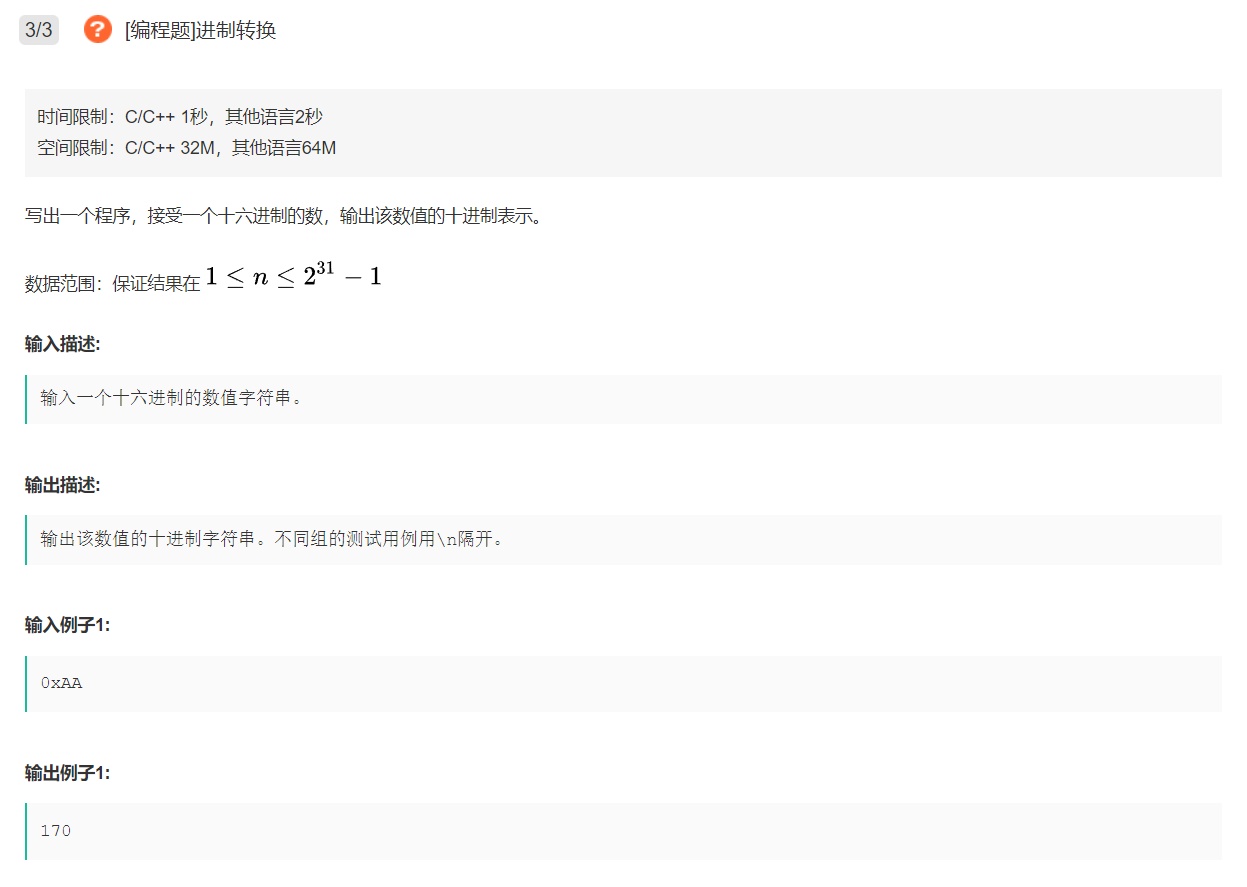 3/3 ? [编程题]进制转换
时间限制：C/C++ 1秒，其他语言2秒
空间限制：C/C++ 32M，其他语言64M
写出一个程序，接受一个十六进制的数，输出该数值的十进制表示。
数据范围：保证结果在 1 ≤ n ≤ 2³¹ − 1
输入描述:
输入一个十六进制的数值字符串。
输出描述:
输出该数值的十进制字符串。不同组的测试用例用\n隔开。
输入例子1:
0xAA
输出例子1:
170